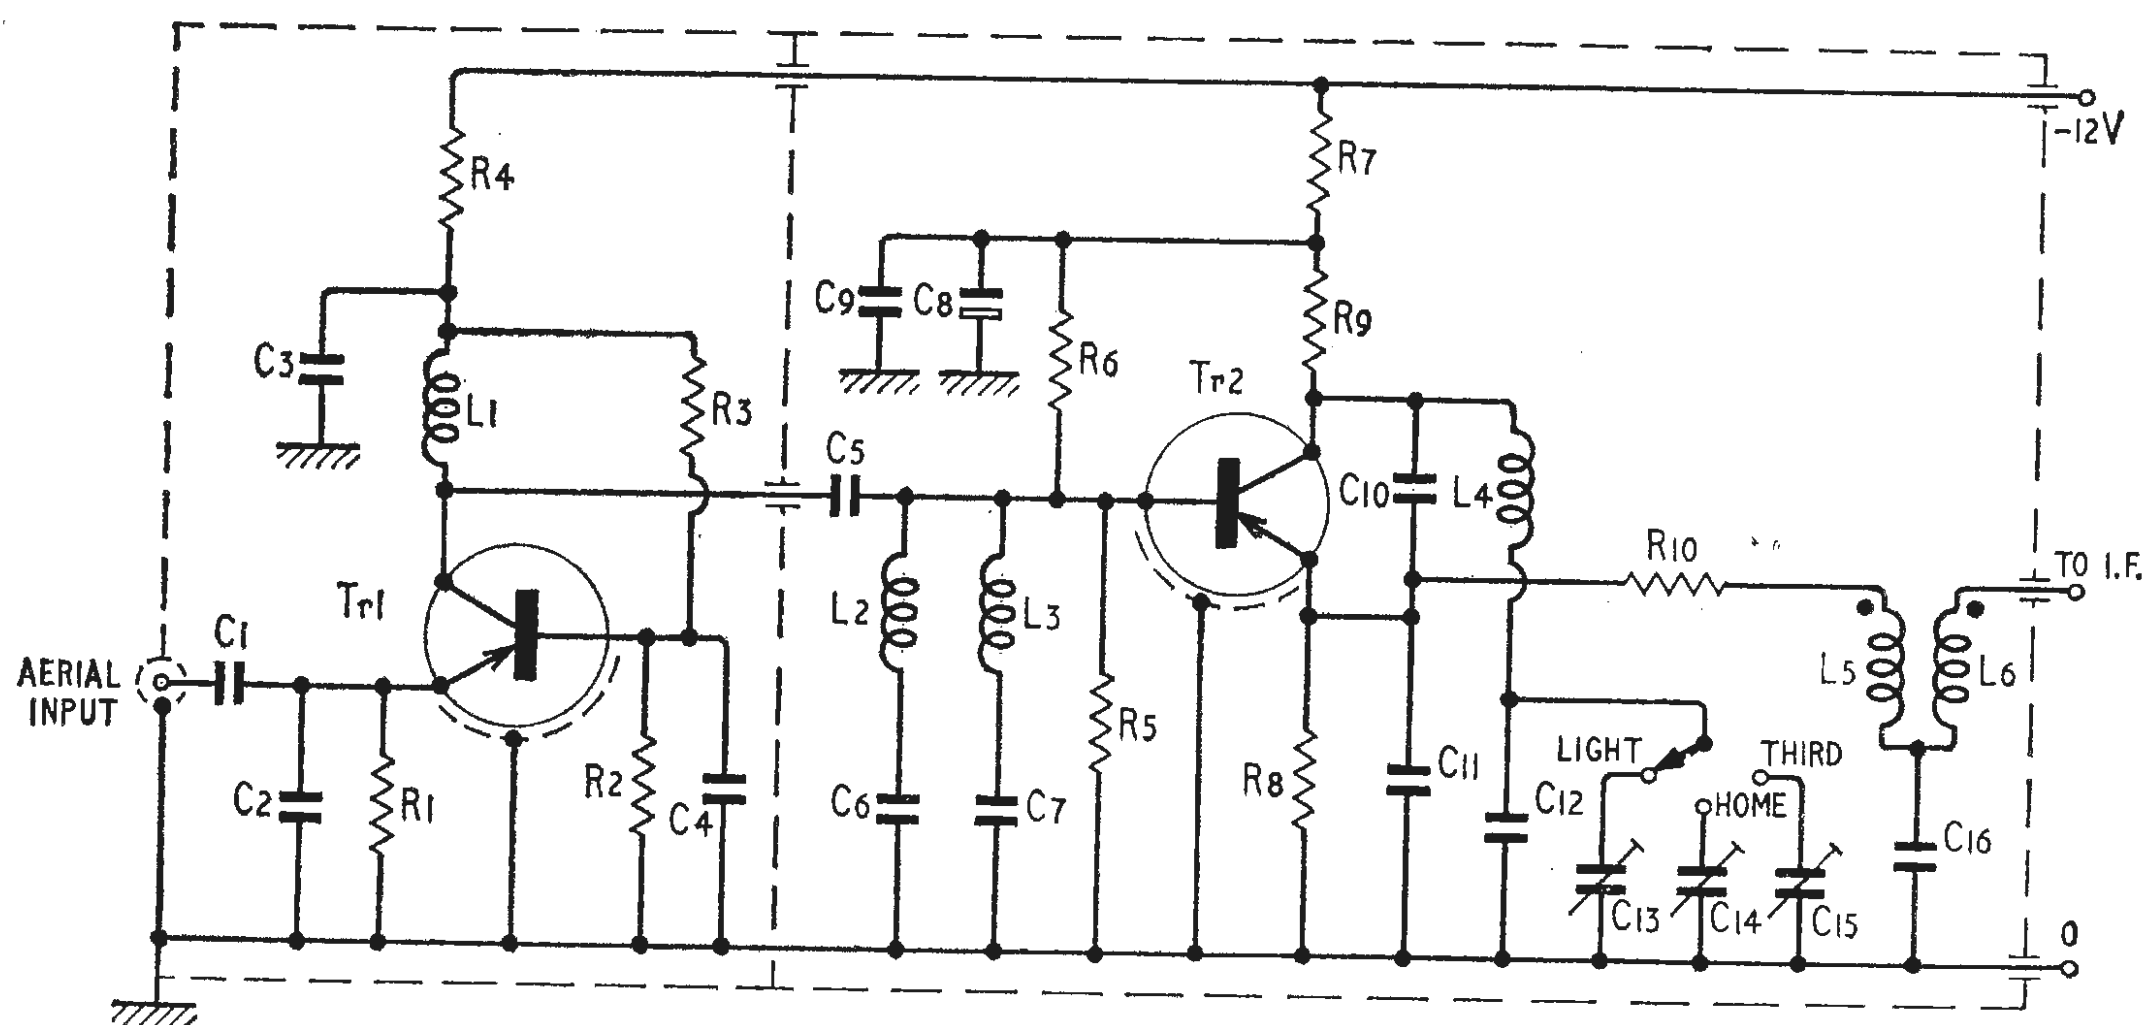 -12V
R4
R7
C9
C8
R9
C3
L1
R3
R6
Tr2
C5
C10
L4
R10
TO I.F.
Tr1
L2
L3
C1
AERIAL
INPUT
L5
L6
R5
LIGHT
THIRD
C2
R1
R2
C4
C6
C7
R8
C11
C12
HOME
C16
C13
C14
C15
0